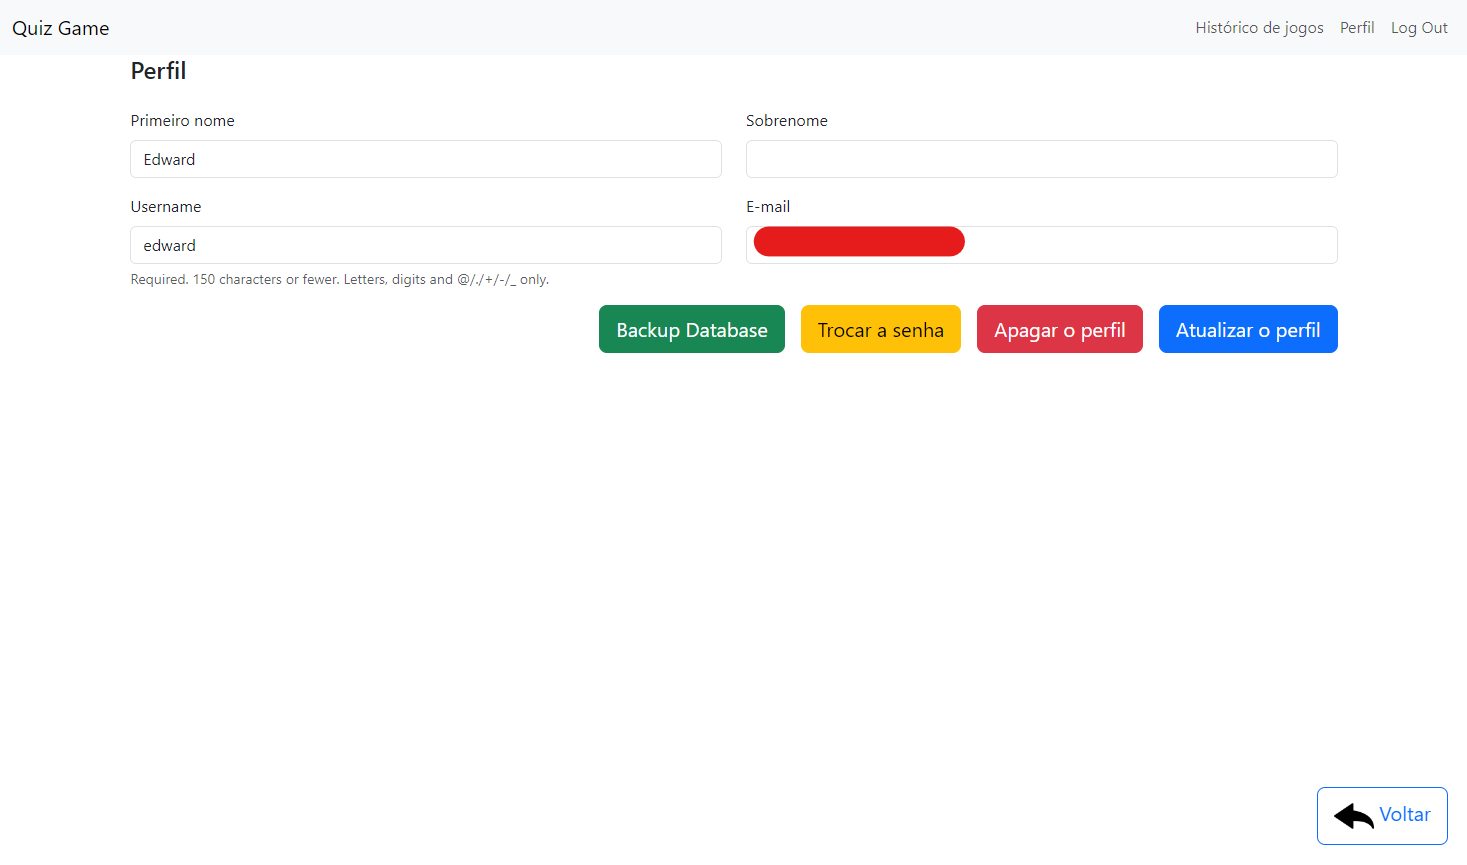 Quiz Game
Histórico de jogos Perfil Log Out
Perfil
Primeiro nome
Sobrenome
Edward
Username
E-mail
edward
Required. 150 characters or fewer. Letters, digits and @/./+/-/_ only.
Backup Database
Trocar a senha
Apagar o perfil
Atualizar o perfil
Voltar